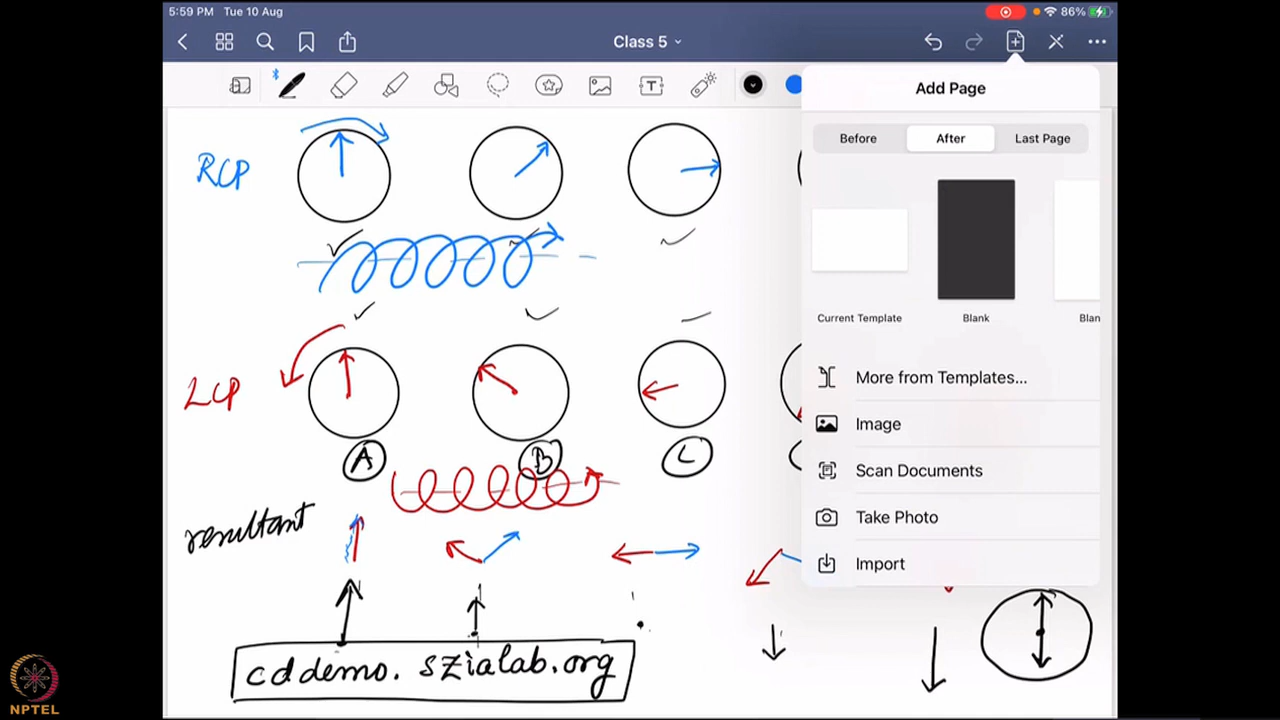 5:59 PM Tue 10 Aug
86%
Class 5
Add Page
Before After Last Page
Current Template
Blank
Blan
More from Templates...
Image
Scan Documents
Take Photo
Import
RCP
LCP
A B C
resultant
cddemo.szialab.org
NPTEL